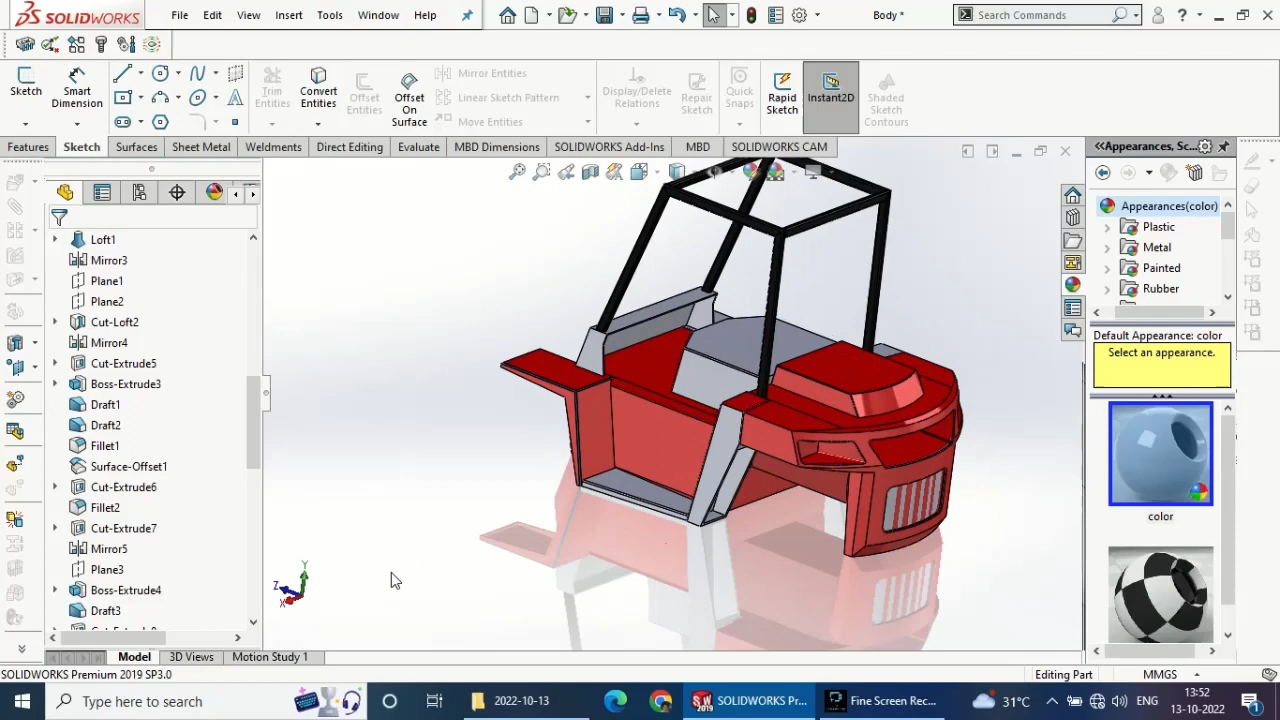 SOLIDWORKS
File Edit View Insert Tools Window Help
Body *
Search Commands
Sketch
Smart Dimension
Trim Entities
Convert Entities
Offset Entities
Offset On Surface
Mirror Entities
Linear Sketch Pattern
Move Entities
Display/Delete Relations
Repair Sketch
Quick Snaps
Rapid Sketch
Instant2D
Shaded Sketch Contours
Features Sketch Surfaces Sheet Metal Weldments Direct Editing Evaluate MBD Dimensions SOLIDWORKS Add-Ins MBD SOLIDWORKS CAM
Loft1
Mirror3
Plane1
Plane2
Cut-Loft2
Mirror4
Cut-Extrude5
Boss-Extrude3
Draft1
Draft2
Fillet1
Surface-Offset1
Cut-Extrude6
Fillet2
Cut-Extrude7
Mirror5
Plane3
Boss-Extrude4
Draft3
Y
Z
X
Appearances, Sc...
Appearances(color)
Plastic
Metal
Painted
Rubber
Default Appearance: color
Select an appearance.
color
Model 3D Views Motion Study 1
SOLIDWORKS Premium 2019 SP3.0
Editing Part
MMGS
Type here to search
2022-10-13
SOLIDWORKS Pr...
Fine Screen Rec...
31°C
ENG
13:52
13-10-2022